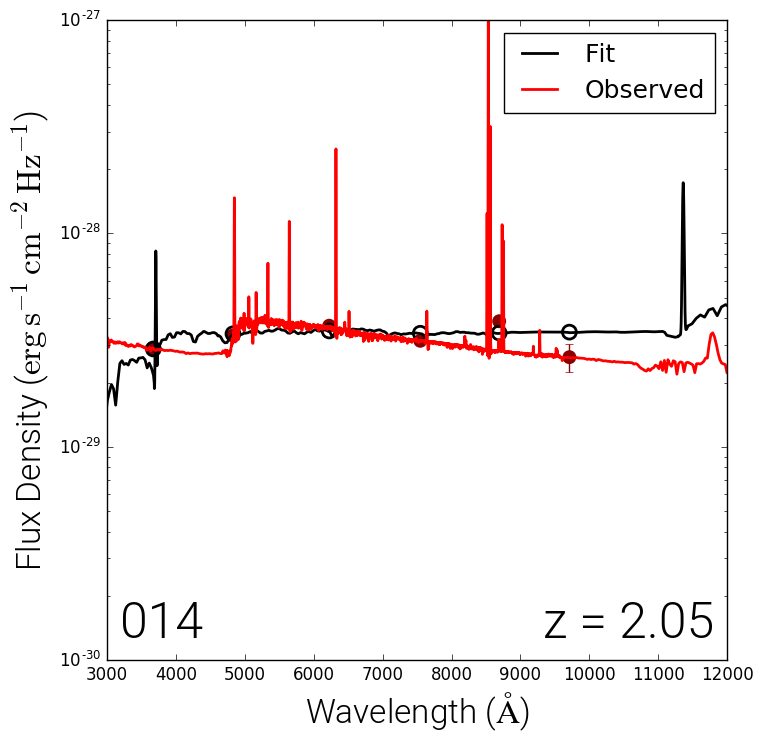 10^-27
10^-28
10^-29
10^-30
Flux Density (erg s^-1 cm^-2 Hz^-1)
Fit
Observed
014
z = 2.05
3000 4000 5000 6000 7000 8000 9000 10000 11000 12000
Wavelength (Å)